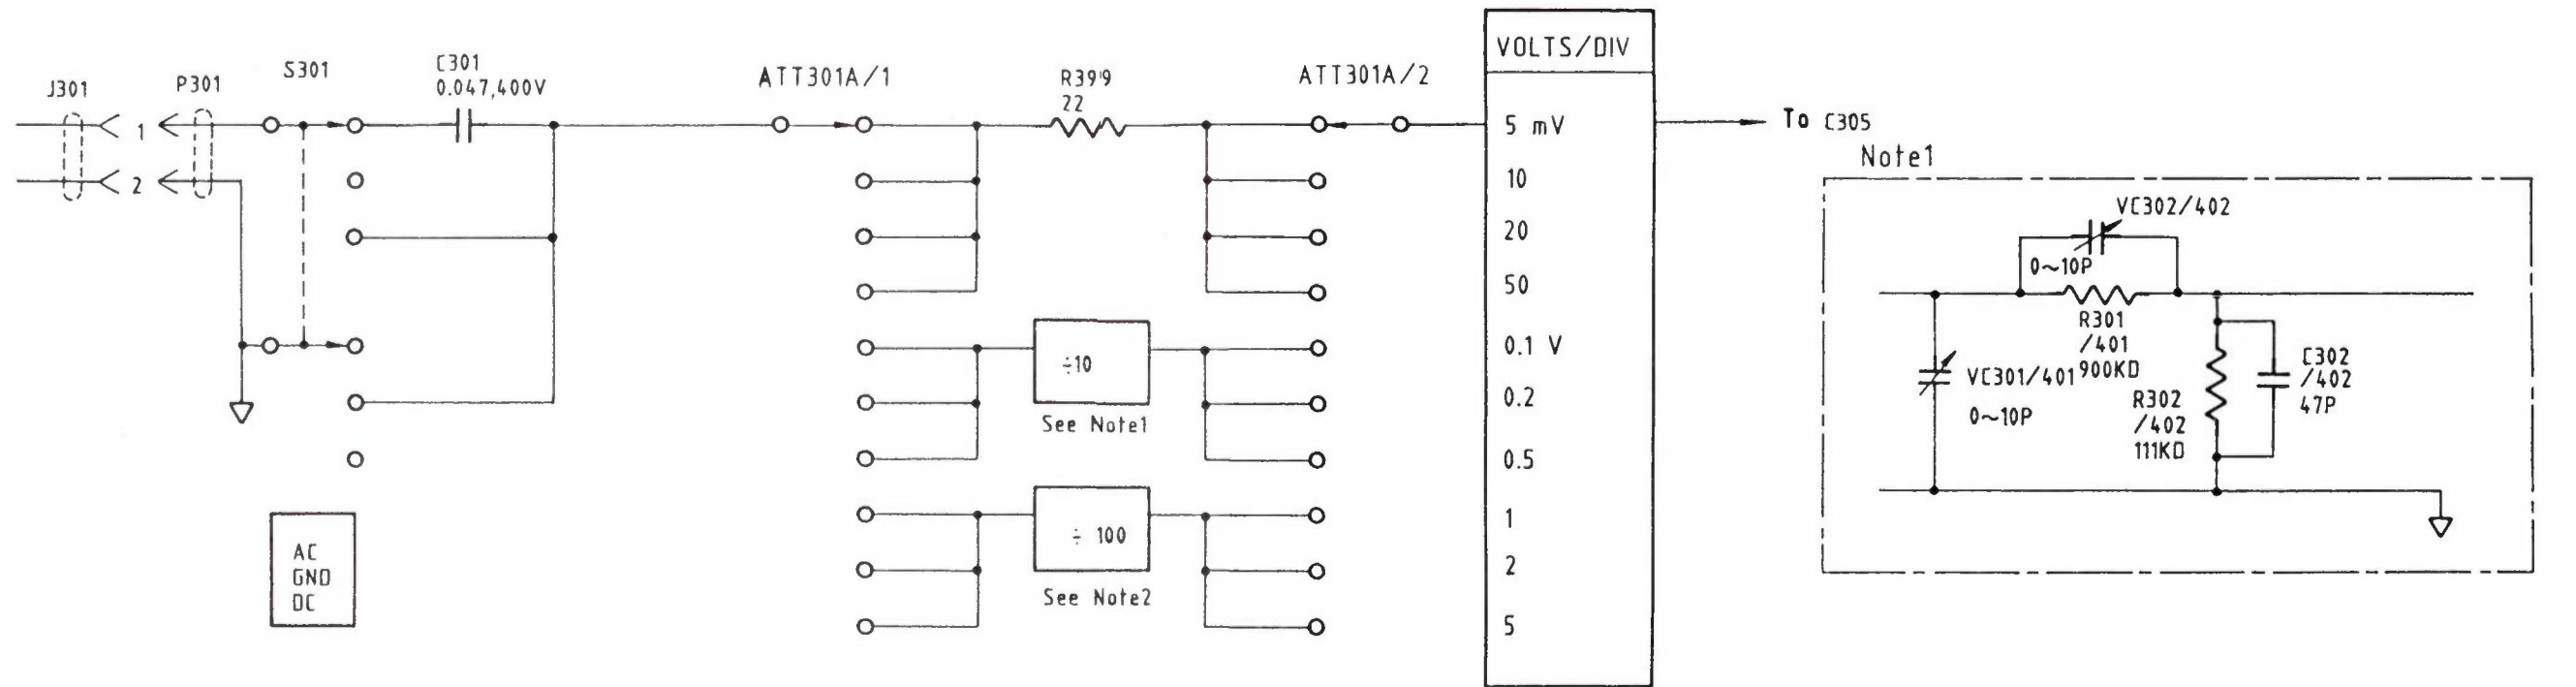 J301
P301
S301
C301
0.047,400V
ATT301A/1
R399
22
ATT301A/2
VOLTS/DIV
1
2
5 mV
10
20
50
0.1 V
0.2
0.5
1
2
5
÷10
See Note1
÷ 100
See Note2
AC
GND
DC
To C305
Note1
VC302/402
0~10P
R301
/401
900KD
VC301/401
0~10P
R302
/402
111KD
C302
/402
47P